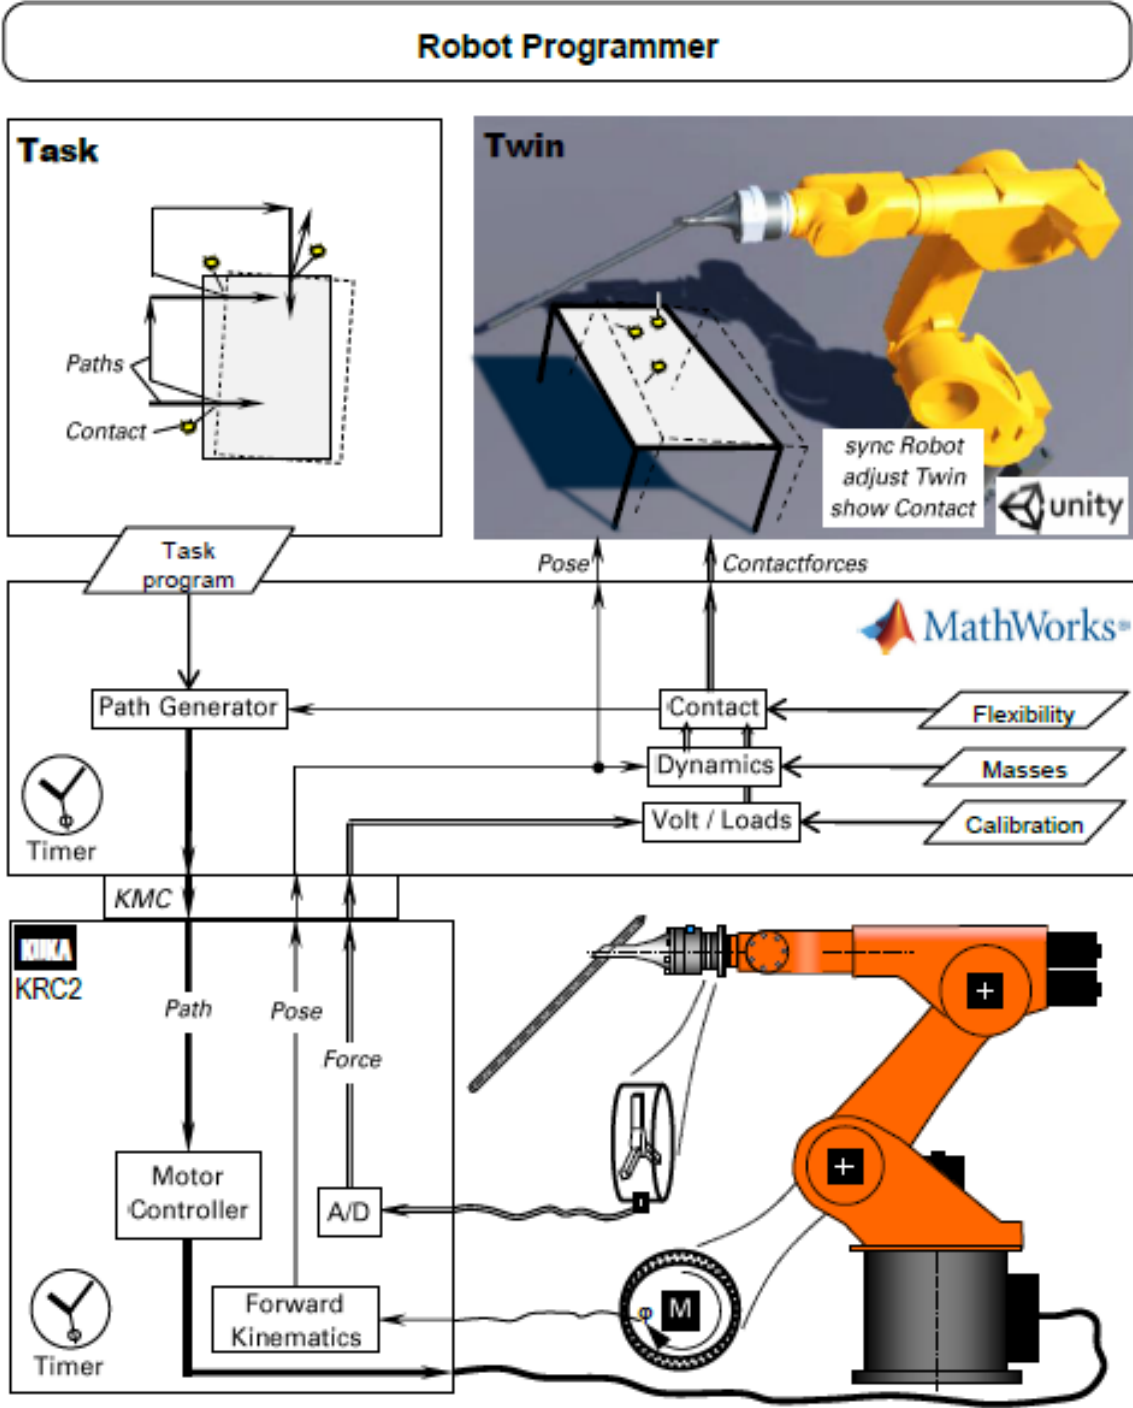 Robot Programmer
Task
Paths
Contact
Twin
sync Robot
adjust Twin
show Contact
unity
Task
program
Pose
Contactforces
MathWorks®
Path Generator
Contact
Flexibility
Dynamics
Masses
Volt / Loads
Calibration
Timer
KMC
KUKA
KRC2
Path
Pose
Force
Motor
Controller
A/D
Forward
Kinematics
Timer
M